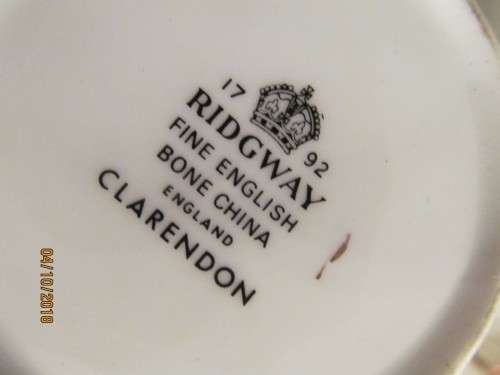 17 92
RIDGWAY
FINE ENGLISH
BONE CHINA
ENGLAND
CLARENDON
04/10/2018